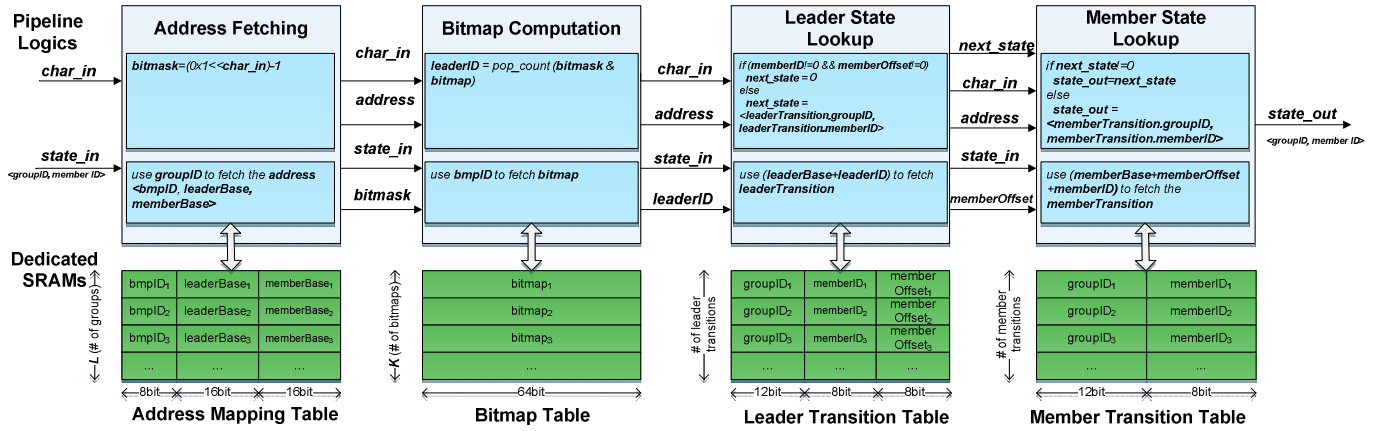 Pipeline
Logics
char_in
state_in
<groupID, member ID>
Address Fetching
bitmask=(0x1<<char_in)-1
use groupID to fetch the address
<bmpID, leaderBase,
memberBase>
char_in
address
state_in
bitmask
Bitmap Computation
leaderID = pop_count (bitmask &
bitmap)
use bmpID to fetch bitmap
char_in
address
state_in
leaderID
Leader State
Lookup
if (memberID!=0 && memberOffset!=0)
next_state = 0
else
next_state =
<leaderTransition.groupID,
leaderTransition.memberID>
use (leaderBase+leaderID) to fetch
leaderTransition
next_state
char_in
address
state_in
memberOffset
Member State
Lookup
if next_state!=0
state_out=next_state
else
state_out =
<memberTransition.groupID,
memberTransition.memberID>
use (memberBase+memberOffset
+memberID) to fetch the
memberTransition
state_out
<groupID, member ID>
Dedicated
SRAMs
L (# of groups)
bmpID1 leaderBase1 memberBase1
bmpID2 leaderBase2 memberBase2
bmpID3 leaderBase3 memberBase3
... ... ...
8bit 16bit 16bit
Address Mapping Table
K (# of bitmaps)
bitmap1
bitmap2
bitmap3
...
64bit
Bitmap Table
# of leader
transitions
groupID1 memberID1 member
Offset1
groupID2 memberID2 member
Offset2
groupID3 memberID3 member
Offset3
... ... ...
12bit 8bit 8bit
Leader Transition Table
# of member
transitions
groupID1 memberID1
groupID2 memberID2
groupID3 memberID3
... ...
12bit 8bit
Member Transition Table